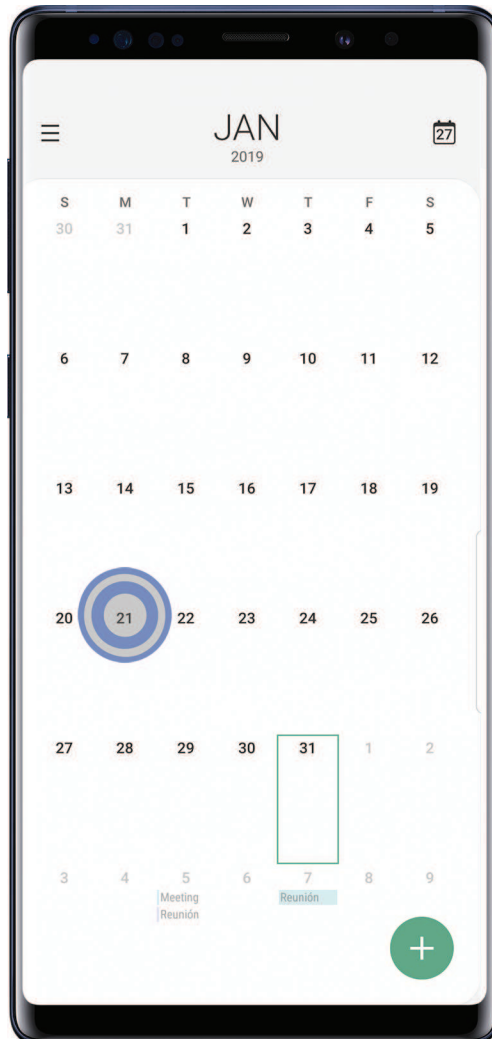 JAN
27
2019
S M T W T F S
30 31 1 2 3 4 5
6 7 8 9 10 11 12
13 14 15 16 17 18 19
20 21 22 23 24 25 26
27 28 29 30 31 1 2
3 4 5 6 7 8 9
Meeting Reunión
Reunión